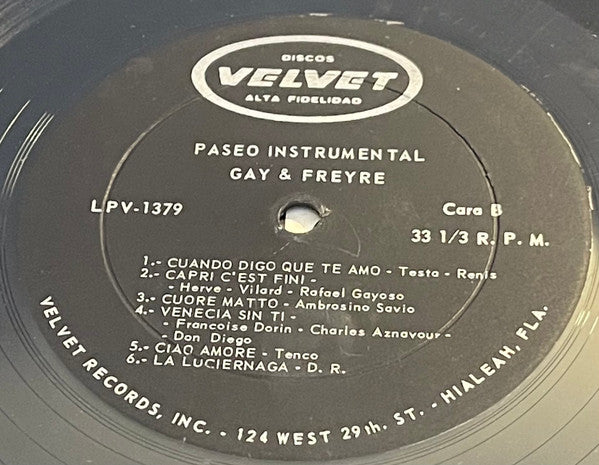 DISCOS
VELVET
ALTA FIDELIDAD
PASEO INSTRUMENTAL
GAY & FREYRE
LPV-1379
Cara B
33 1/3 R. P. M.
1.- CUANDO DIGO QUE TE AMO - Testa - Renis
2.- CAPRI C'EST FINI -
- Herve - Vilard - Rafael Gayoso
3.- CUORE MATTO - Ambrosino Savio
4.- VENECIA SIN TI -
- Francoise Dorin - Charles Aznavour -
- Don Diego
5.- CIAO AMORE - Tenco
6.- LA LUCIERNAGA - D. R.
VELVET RECORDS, INC. - 124 WEST 29th. ST. - HIALEAH, FLA.